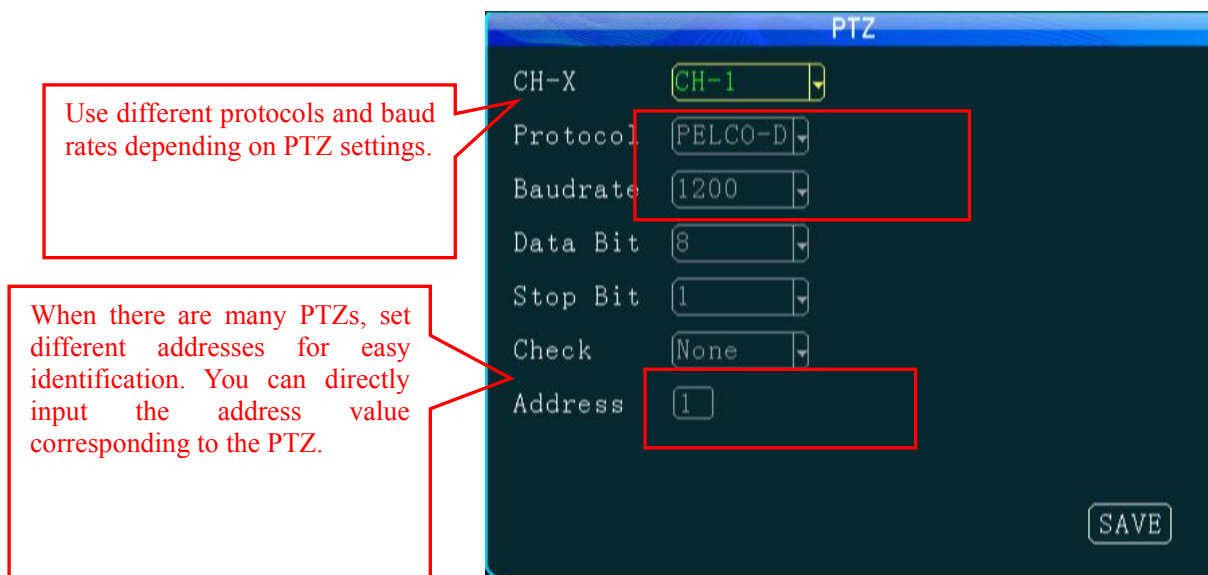 PTZ
CH-X CH-1
Use different protocols and baud
rates depending on PTZ settings.
Protocol PELCO-D
Baudrate 1200
Data Bit 8
Stop Bit 1
When there are many PTZs, set
different addresses for easy
identification. You can directly
input the address value
corresponding to the PTZ.
Check None
Address 1
SAVE